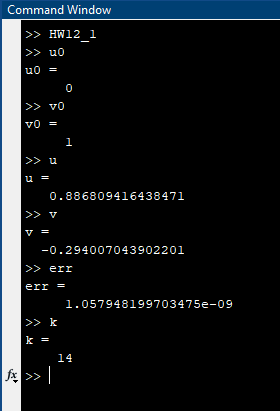 Command Window
>> HW12_1
>> u0
u0 =
0
>> v0
v0 =
1
>> u
u =
0.886809416438471
>> v
v =
-0.294007043902201
>> err
err =
1.057948199703475e-09
>> k
k =
14
fx >>